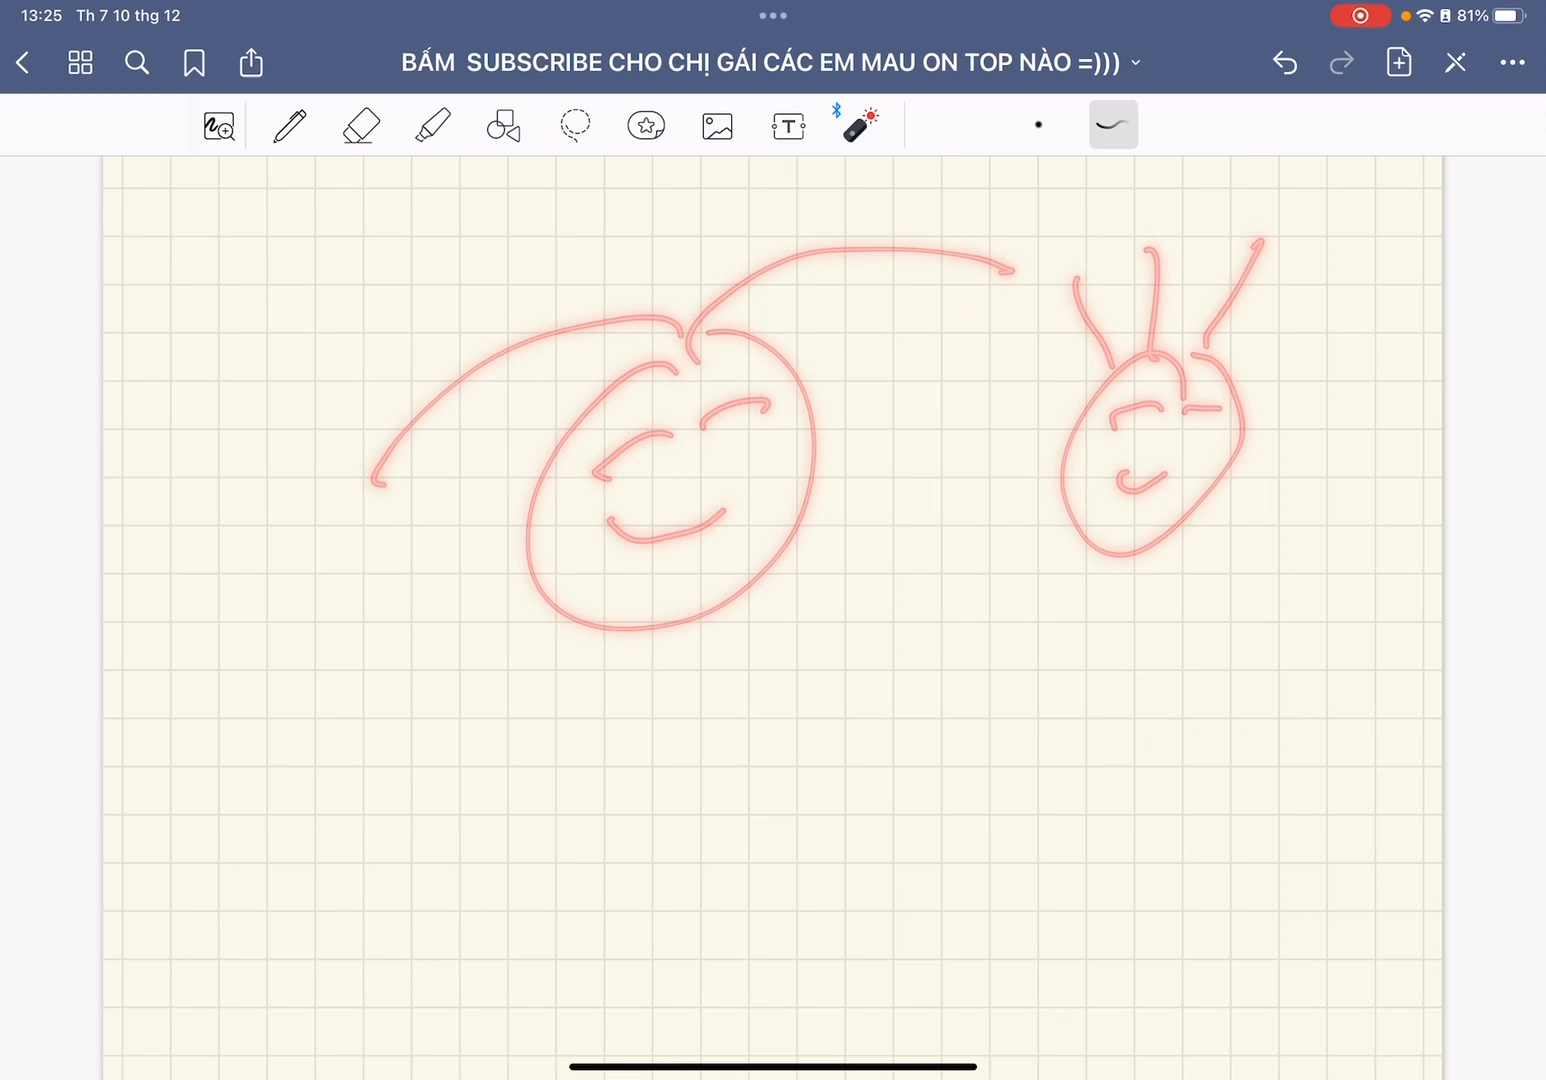 13:25 Th 7 10 thg 12
81%
BẤM SUBSCRIBE CHO CHỊ GÁI CÁC EM MAU ON TOP NÀO =)))
T